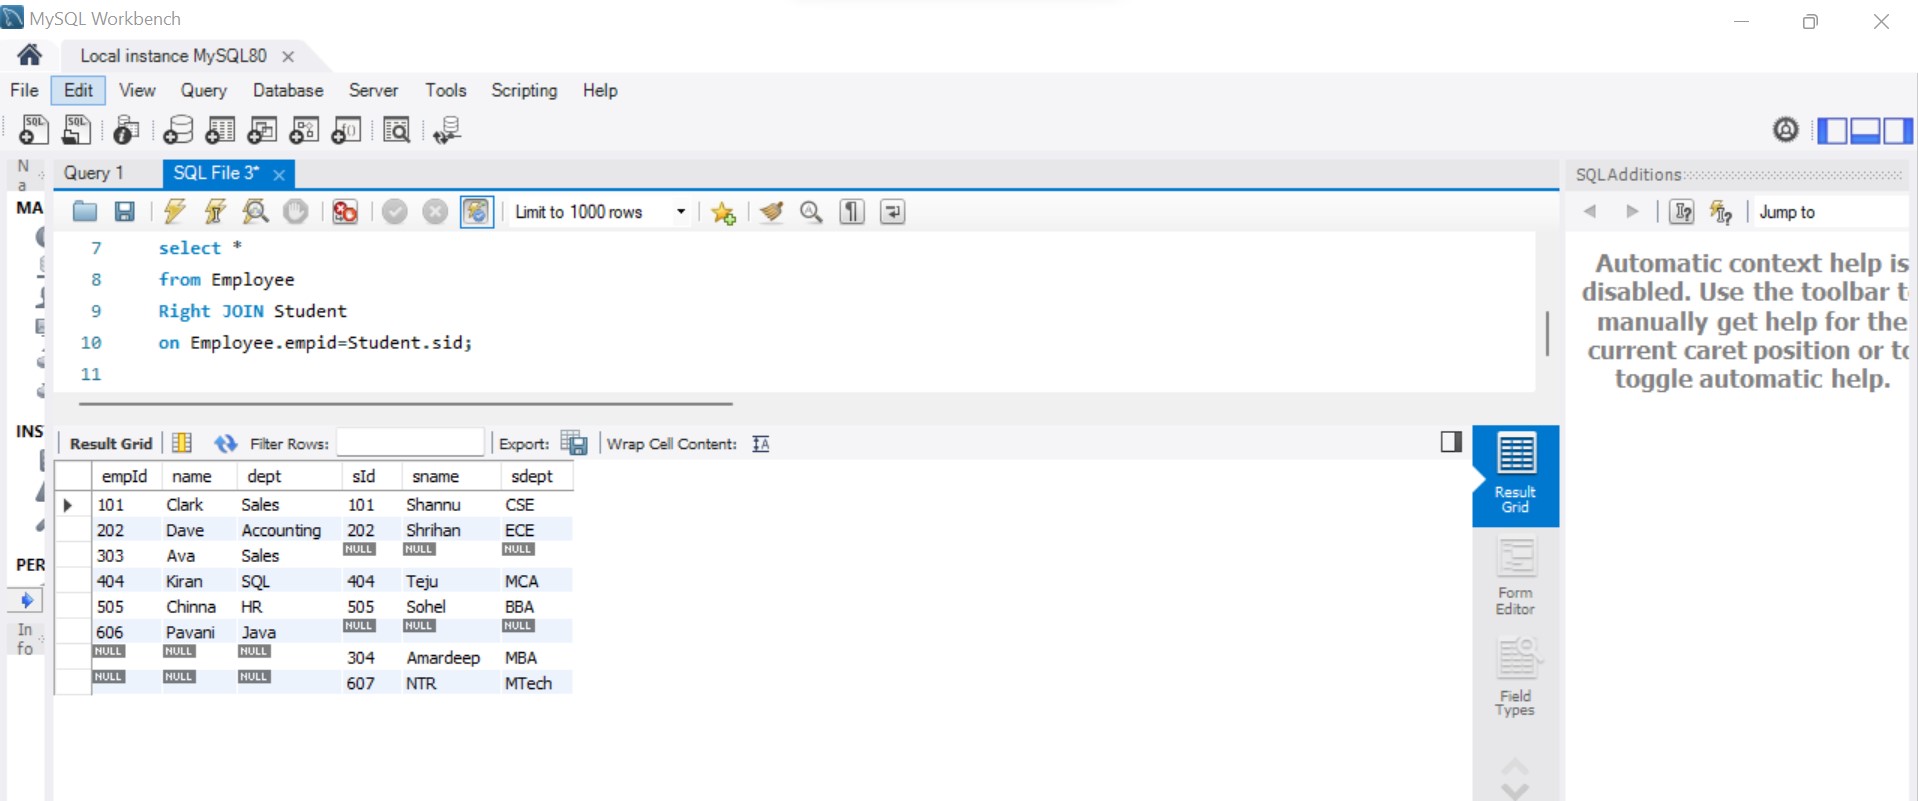 MySQL Workbench
Local instance MySQL80
File Edit View Query Database Server Tools Scripting Help
SQL SQL
N
a
Query 1 SQL File 3*
SQLAdditions
MA
Limit to 1000 rows
Jump to
7 select *
8 from Employee
9 Right JOIN Student
10 on Employee.empid=Student.sid;
11
Automatic context help is
disabled. Use the toolbar t
manually get help for the
current caret position or to
toggle automatic help.
INS
PER
In
fo
Result Grid Filter Rows: Export: Wrap Cell Content:
empId name dept sId sname sdept
101 Clark Sales 101 Shannu CSE
202 Dave Accounting 202 Shrihan ECE
303 Ava Sales NULL NULL NULL
404 Kiran SQL 404 Teju MCA
505 Chinna HR 505 Sohel BBA
606 Pavani Java NULL NULL NULL
NULL NULL NULL 304 Amardeep MBA
NULL NULL NULL 607 NTR MTech
Result
Grid
Form
Editor
Field
Types